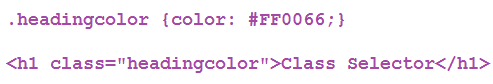 .headingcolor {color: #FF0066;}
<h1 class="headingcolor">Class Selector</h1>